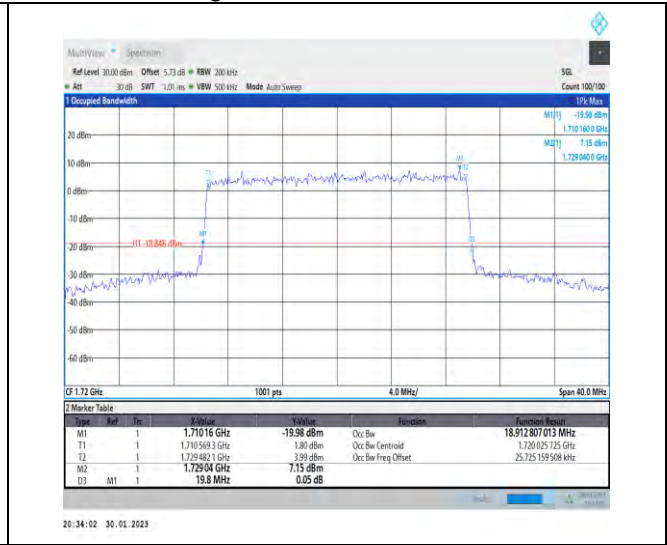 MultiView Spectrum
Ref Level 30.00 dBm Offset 5.73 dB RBW 200 kHz SGL
Att 30 dB SWT 1.01 ms VBW 500 kHz Mode Auto Sweep Count 100/100
1 Occupied Bandwidth 1Pk Max
M1[1] -19.98 dBm
1.710 160 0 GHz
M2[1] 7.15 dBm
1.729 040 0 GHz
20 dBm
10 dBm
0 dBm
-10 dBm
-20 dBm
H1 -18.848 dBm
-30 dBm
-40 dBm
-50 dBm
-60 dBm
M1
T1
M2
T2
D3
CF 1.72 GHz 1001 pts 4.0 MHz/ Span 40.0 MHz
2 Marker Table
Type Ref Trc X-Value Y-Value Function Function Result
M1 1 1.71016 GHz -19.98 dBm Occ Bw 18.912 807 013 MHz
T1 1 1.710 569 3 GHz 1.80 dBm Occ Bw Centroid 1.720 025 725 GHz
T2 1 1.729 482 1 GHz 3.99 dBm Occ Bw Freq Offset 25.725 159 508 kHz
M2 1 1.72904 GHz 7.15 dBm
D3 M1 1 19.8 MHz 0.05 dB
20:34:02 30.01.2023